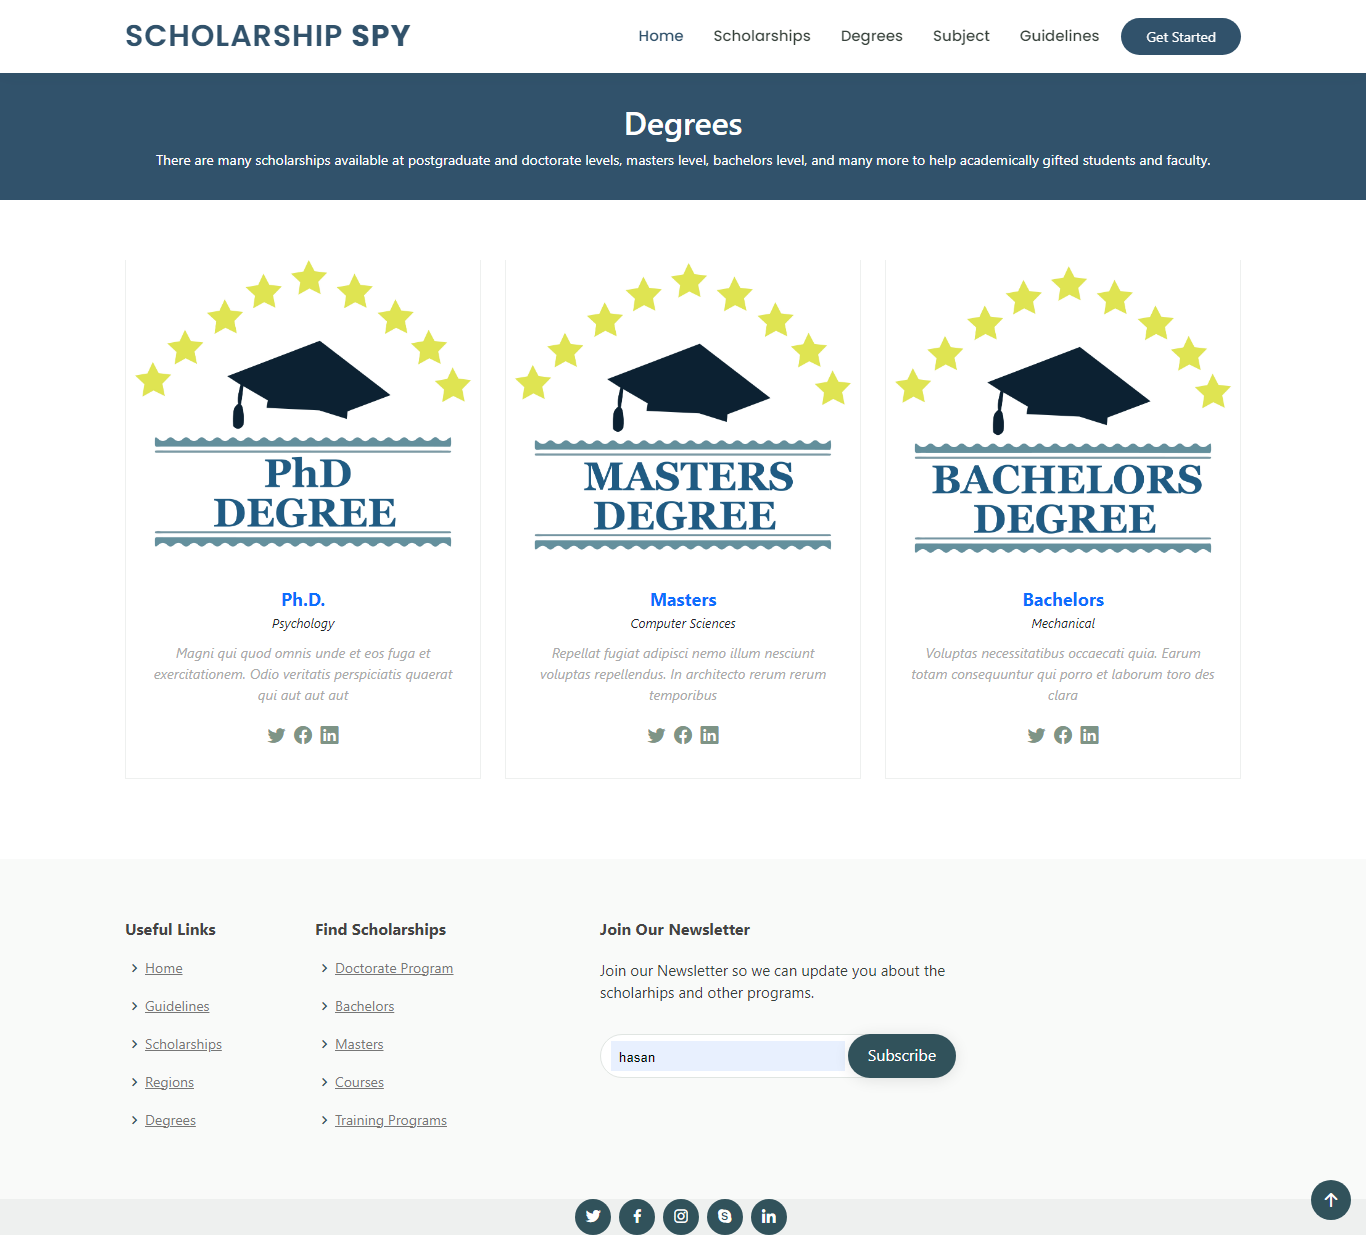 SCHOLARSHIP SPY
Home Scholarships Degrees Subject Guidelines Get Started
Degrees
There are many scholarships available at postgraduate and doctorate levels, masters level, bachelors level, and many more to help academically gifted students and faculty.
PhD
DEGREE
Ph.D.
Psychology
Magni qui quod omnis unde et eos fuga et
exercitationem. Odio veritatis perspiciatis quaerat
qui aut aut aut
MASTERS
DEGREE
Masters
Computer Sciences
Repellat fugiat adipisci nemo illum nesciunt
voluptas repellendus. In architecto rerum rerum
temporibus
BACHELORS
DEGREE
Bachelors
Mechanical
Voluptas necessitatibus occaecati quia. Earum
totam consequuntur qui porro et laborum toro des
clara
Useful Links
Home
Guidelines
Scholarships
Regions
Degrees
Find Scholarships
Doctorate Program
Bachelors
Masters
Courses
Training Programs
Join Our Newsletter
Join our Newsletter so we can update you about the
scholarhips and other programs.
hasan Subscribe